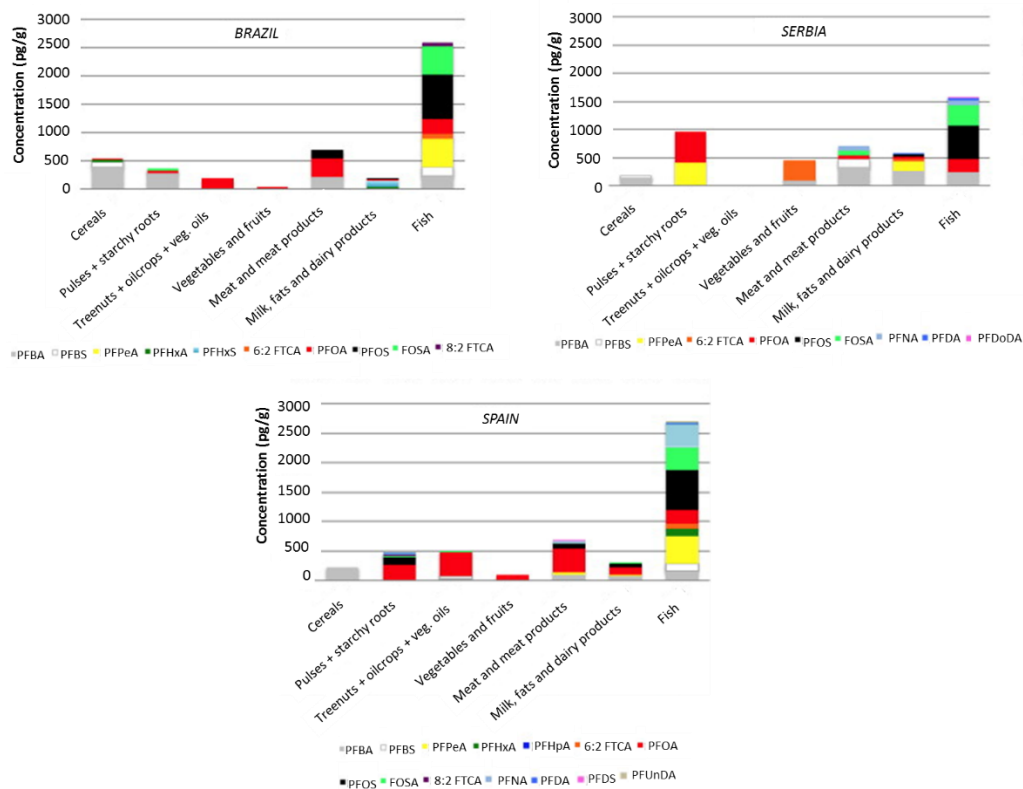 BRAZIL
Concentration (pg/g)
3000
2500
2000
1500
1000
500
0
Cereals
Pulses + starchy roots
Treenuts + oilcrops + veg. oils
Vegetables and fruits
Meat and meat products
Milk, fats and dairy products
Fish
PFBA PFBS PFPeA PFHxA PFHxS 6:2 FTCA PFOA PFOS FOSA 8:2 FTCA
SERBIA
Concentration (pg/g)
3000
2500
2000
1500
1000
500
0
Cereals
Pulses + starchy roots
Treenuts + oilcrops + veg. oils
Vegetables and fruits
Meat and meat products
Milk, fats and dairy products
Fish
PFBA PFBS PFPeA 6:2 FTCA PFOA PFOS FOSA PFNA PFDA PFDoDA
SPAIN
Concentration (pg/g)
3000
2500
2000
1500
1000
500
0
Cereals
Pulses + starchy roots
Treenuts + oilcrops + veg. oils
Vegetables and fruits
Meat and meat products
Milk, fats and dairy products
Fish
PFBA PFBS PFPeA PFHxA PFHpA 6:2 FTCA PFOA
PFOS FOSA 8:2 FTCA PFNA PFDA PFDS PFUnDA